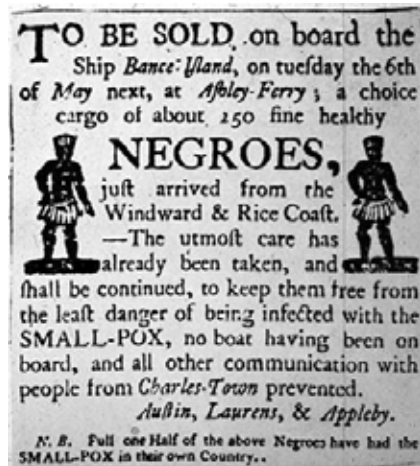 TO BE SOLD on board the
Ship Bance-Yland, on tuesday the 6th
of May next, at Ashley-Ferry; a choice
cargo of about 250 fine healthy
NEGROES,
just arrived from the
Windward & Rice Coast.
—The utmost care has
already been taken, and
shall be continued, to keep them free from
the least danger of being infected with the
SMALL-POX, no boat having been on
board, and all other communication with
people from Charles-Town prevented.
Austin, Laurens, & Appleby.
N. B. Full one Half of the above Negroes have had the
SMALL-POX in their own Country.